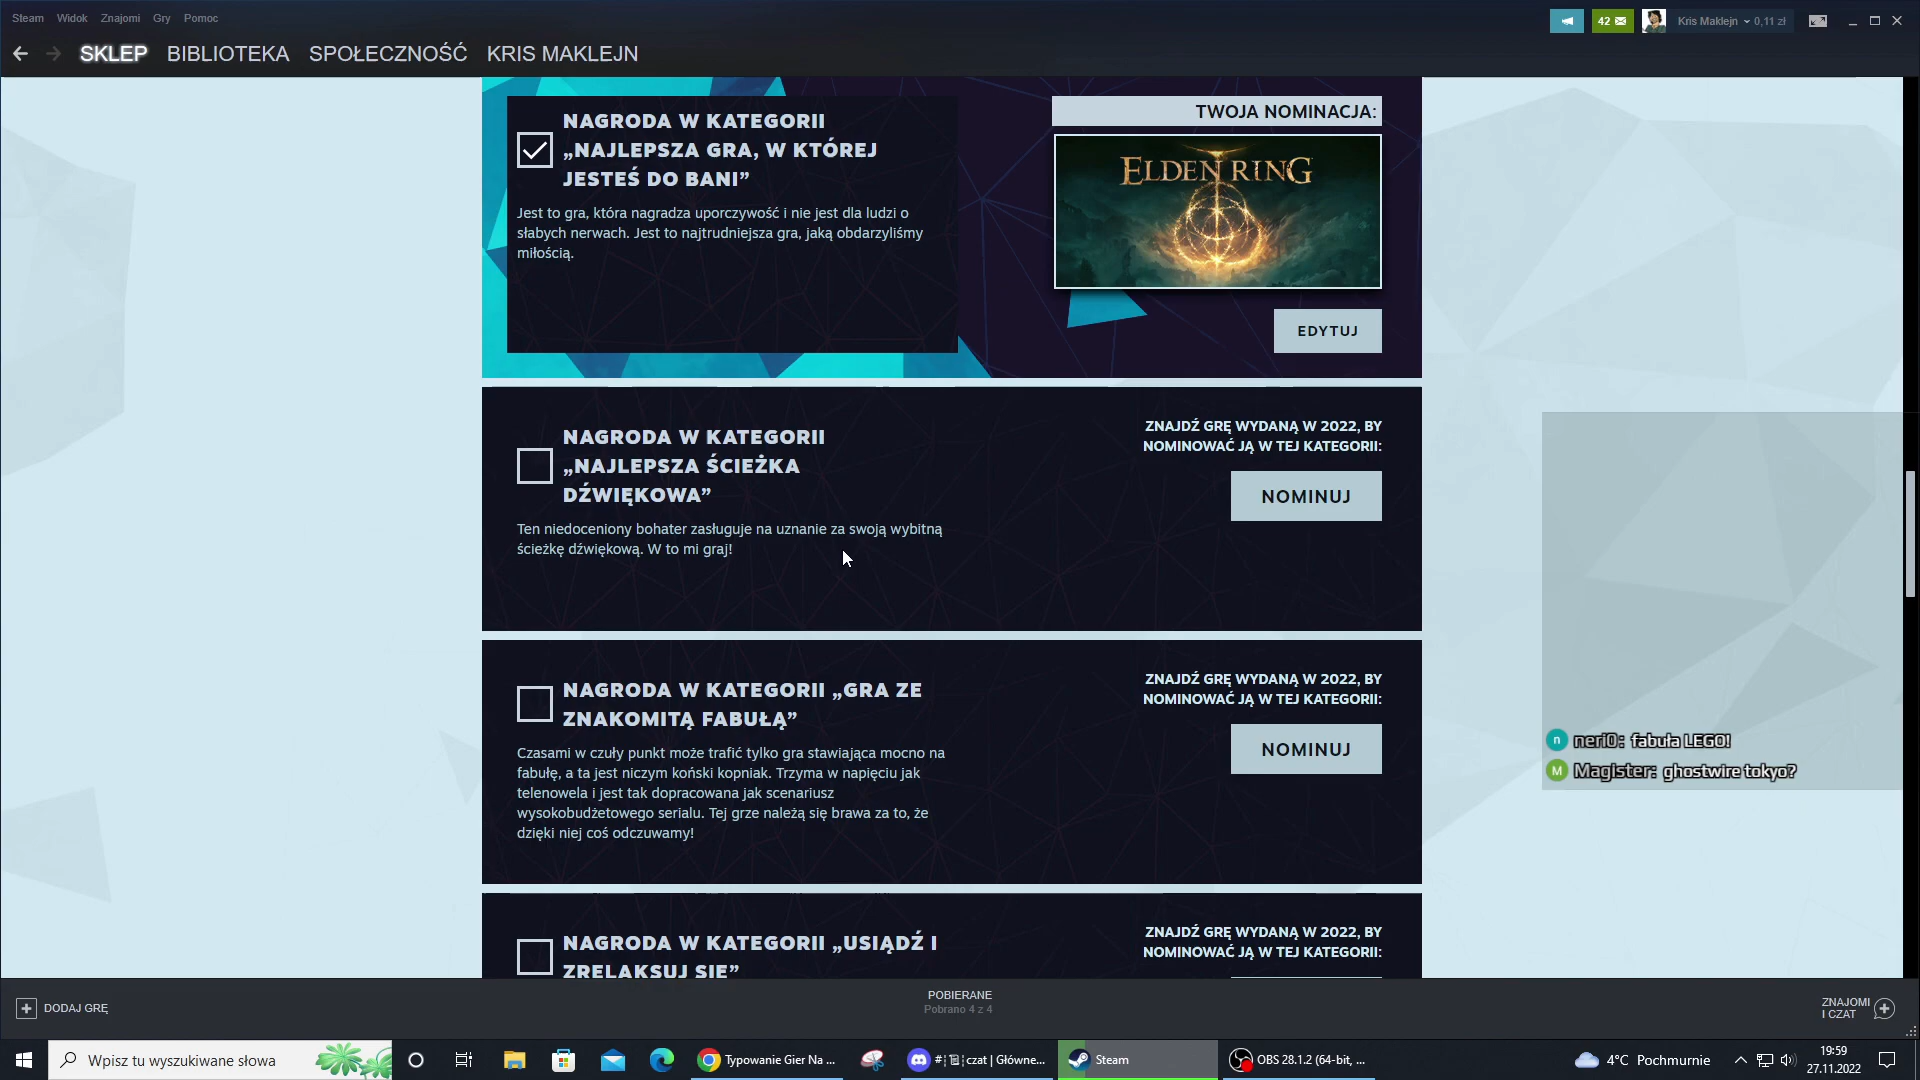 Steam Widok Znajomi Gry Pomoc
42
Kris Maklejn 0,11 zł
SKLEP BIBLIOTEKA SPOŁECZNOŚĆ KRIS MAKLEJN
NAGRODA W KATEGORII
„NAJLEPSZA GRA, W KTÓREJ
JESTEŚ DO BANI”
Jest to gra, która nagradza uporczywość i nie jest dla ludzi o
słabych nerwach. Jest to najtrudniejsza gra, jaką obdarzyliśmy
miłością.
TWOJA NOMINACJA:
ELDEN RING
EDYTUJ
NAGRODA W KATEGORII
„NAJLEPSZA ŚCIEŻKA
DŹWIĘKOWA”
Ten niedoceniony bohater zasługuje na uznanie za swoją wybitną
ścieżkę dźwiękową. W to mi graj!
ZNAJDŹ GRĘ WYDANĄ W 2022, BY
NOMINOWAĆ JĄ W TEJ KATEGORII:
NOMINUJ
NAGRODA W KATEGORII „GRA ZE
ZNAKOMITĄ FABUŁĄ”
Czasami w czuły punkt może trafić tylko gra stawiająca mocno na
fabułę, a ta jest niczym koński kopniak. Trzyma w napięciu jak
telenowela i jest tak dopracowana jak scenariusz
wysokobudżetowego serialu. Tej grze należą się brawa za to, że
dzięki niej coś odczuwamy!
ZNAJDŹ GRĘ WYDANĄ W 2022, BY
NOMINOWAĆ JĄ W TEJ KATEGORII:
NOMINUJ
n neri0: fabuła LEGO!
M Magister: ghostwire tokyo?
NAGRODA W KATEGORII „USIĄDŹ I
ZRELAKSUJ SIĘ”
ZNAJDŹ GRĘ WYDANĄ W 2022, BY
NOMINOWAĆ JĄ W TEJ KATEGORII:
DODAJ GRĘ
POBIERANE
Pobrano 4 z 4
ZNAJOMI
I CZAT
Wpisz tu wyszukiwane słowa
Typowanie Gier Na ...
czat | Główne...
Steam
OBS 28.1.2 (64-bit, ...
4°C Pochmurnie
19:59
27.11.2022